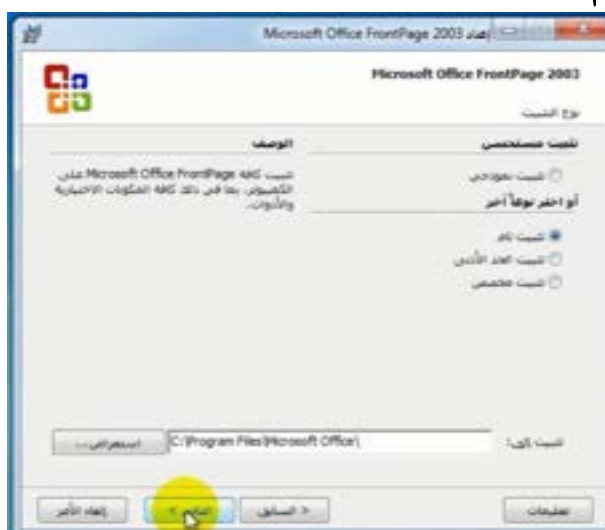 إعداد Microsoft Office FrontPage 2003
Microsoft Office FrontPage 2003
نوع التثبيت
تثبيت مستحسن
تثبيت نموذجي
أو اختر نوعاً آخر
تثبيت تام
تثبيت الحد الأدنى
تثبيت مخصص
الوصف
تثبيت كافة Microsoft Office FrontPage على
الكمبيوتر، بما في ذلك كافة المكونات الاختيارية
والأدوات.
تثبيت إلى:
C:\Program Files\Microsoft Office\
استعراض...
تعليمات
< السابق
التالي >
إلغاء الأمر